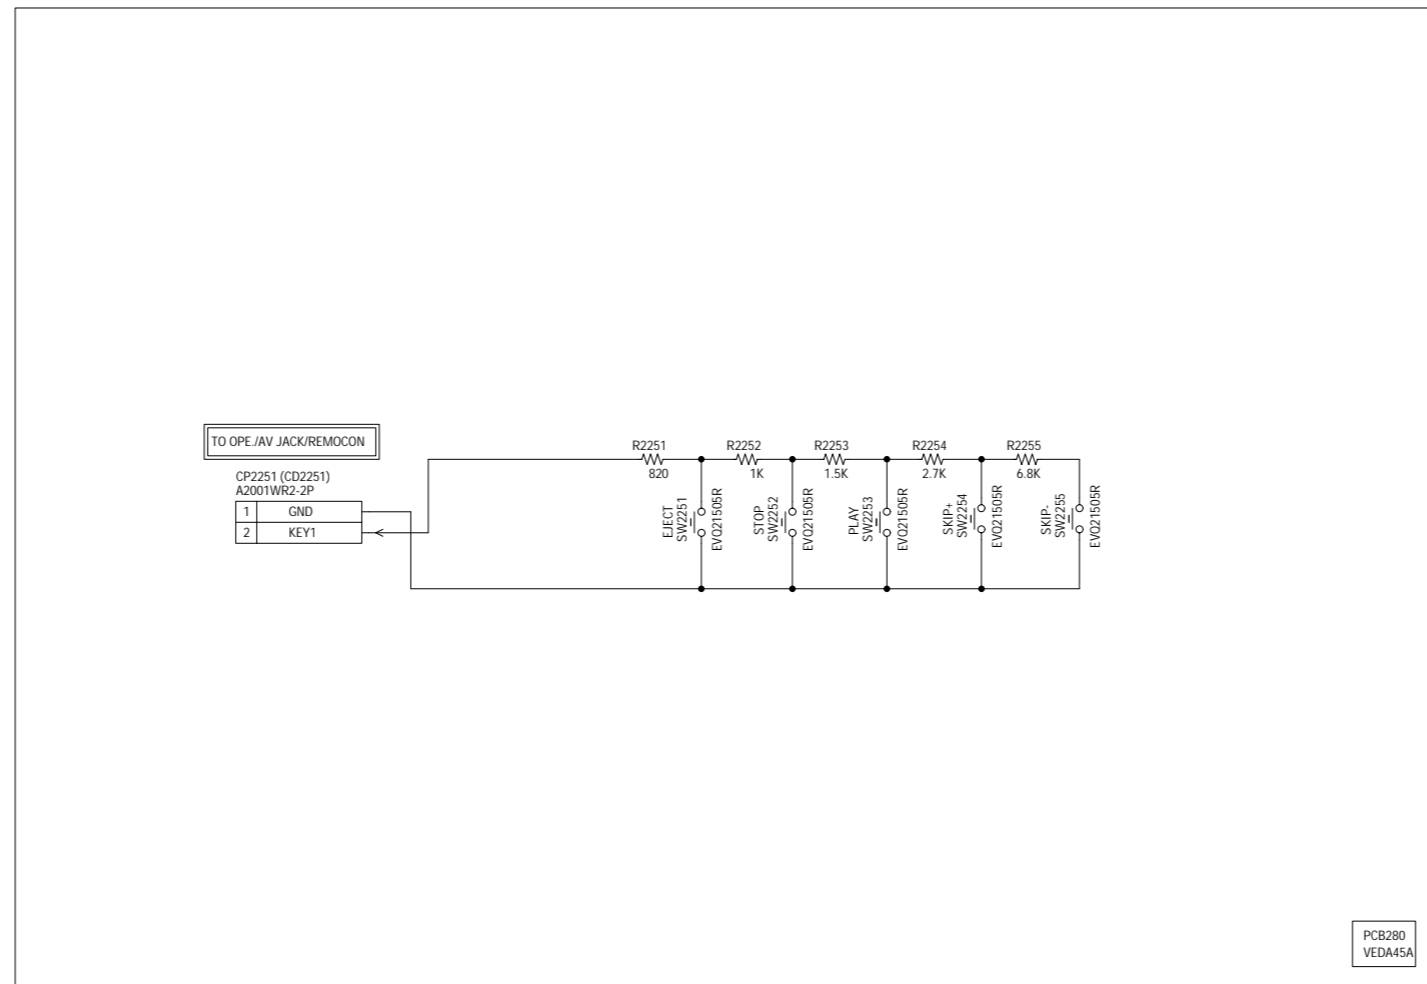 TO OPE./AV JACK/REMOCON
CP2251 (CD2251)
A2001WR2-2P
1 GND
2 KEY1
R2251 R2252 R2253 R2254 R2255
820 1K 1.5K 2.7K 6.8K
EJECT
SW2251
EVQ21505R
STOP
SW2252
EVQ21505R
PLAY
SW2253
EVQ21505R
SKIP+
SW2254
EVQ21505R
SKIP-
SW2255
EVQ21505R
PCB280
VEDA45A